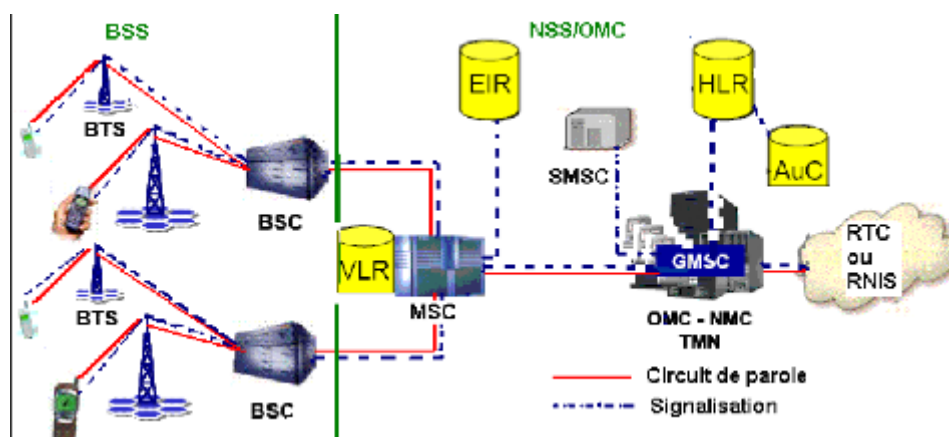 BSS
NSS/OMC
EIR
HLR
BTS
SMSC
AuC
BSC
VLR
MSC
GMSC
RTC
ou
RNIS
BTS
OMC - NMC
TMN
BSC
Circuit de parole
Signalisation